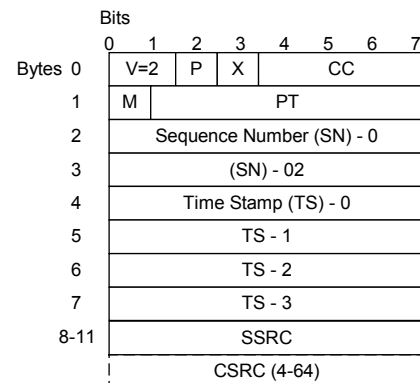 Bits
0 1 2 3 4 5 6 7
Bytes 0 V=2 P X CC
1 M PT
2 Sequence Number (SN) - 0
3 (SN) - 02
4 Time Stamp (TS) - 0
5 TS - 1
6 TS - 2
7 TS - 3
8-11 SSRC
CSRC (4-64)